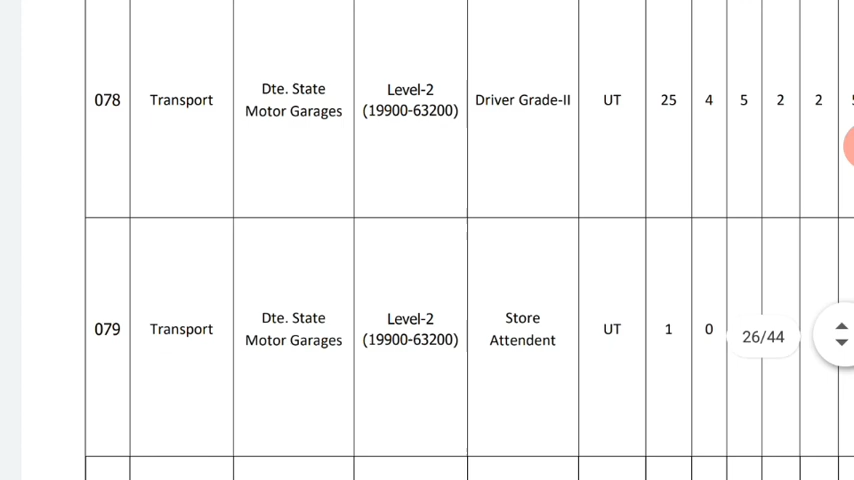 078 Transport Dte. State Motor Garages Level-2 (19900-63200) Driver Grade-II UT 25 4 5 2 2
079 Transport Dte. State Motor Garages Level-2 (19900-63200) Store Attendent UT 1 0
26/44